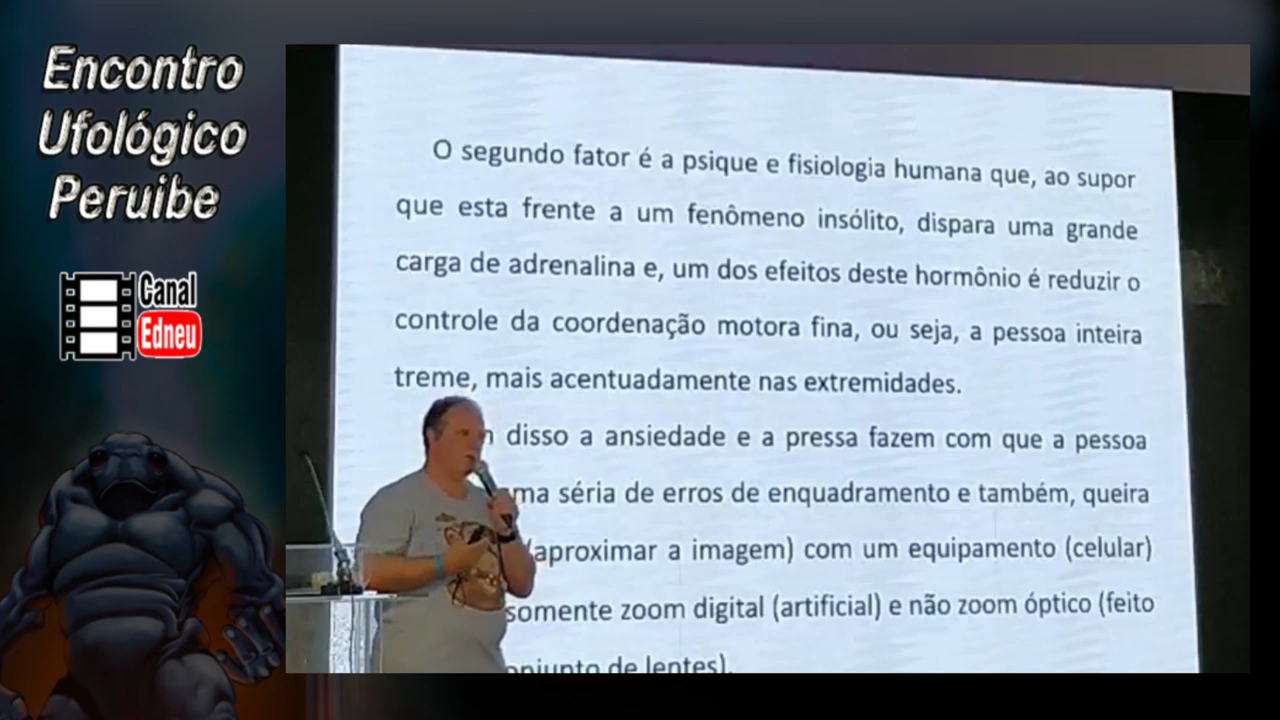 Encontro
Ufológico
Peruibe
Canal
Edneu
O segundo fator é a psique e fisiologia humana que, ao supor
que esta frente a um fenômeno insólito, dispara uma grande
carga de adrenalina e, um dos efeitos deste hormônio é reduzir o
controle da coordenação motora fina, ou seja, a pessoa inteira
treme, mais acentuadamente nas extremidades.
disso a ansiedade e a pressa fazem com que a pessoa
séria de erros de enquadramento e também, queira
(aproximar a imagem) com um equipamento (celular)
somente zoom digital (artificial) e não zoom óptico (feito
de lentes).